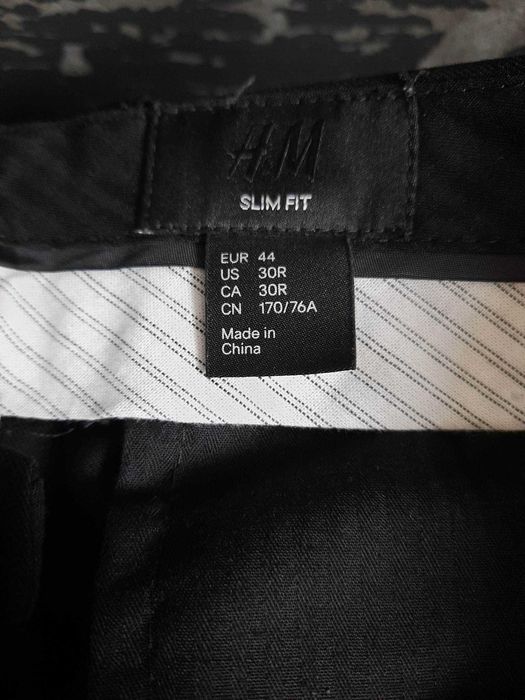 H&M
SLIM FIT
EUR 44
US 30R
CA 30R
CN 170/76A
Made in
China